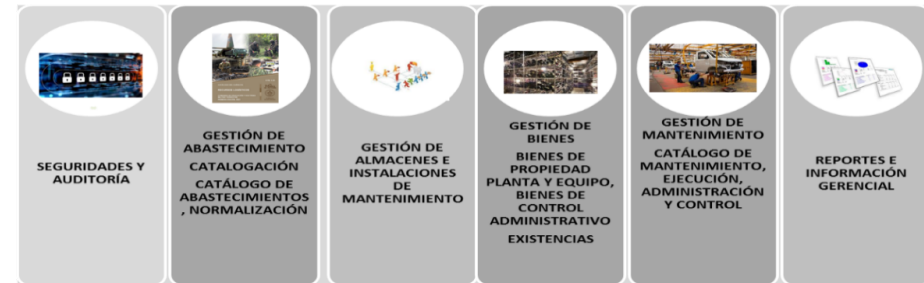 SEGURIDADES Y
AUDITORÍA
GESTIÓN DE
ABASTECIMIENTO
CATALOGACIÓN
CATÁLOGO DE
ABASTECIMIENTOS
, NORMALIZACIÓN
GESTIÓN DE
ALMACENES E
INSTALACIONES
DE
MANTENIMIENTO
GESTIÓN DE
BIENES
BIENES DE
PROPIEDAD
PLANTA Y EQUIPO,
BIENES DE
CONTROL
ADMINISTRATIVO
EXISTENCIAS
GESTIÓN DE
MANTENIMIENTO
CATÁLOGO DE
MANTENIMIENTO,
EJECUCIÓN,
ADMINISTRACIÓN
Y CONTROL
REPORTES E
INFORMACIÓN
GERENCIAL